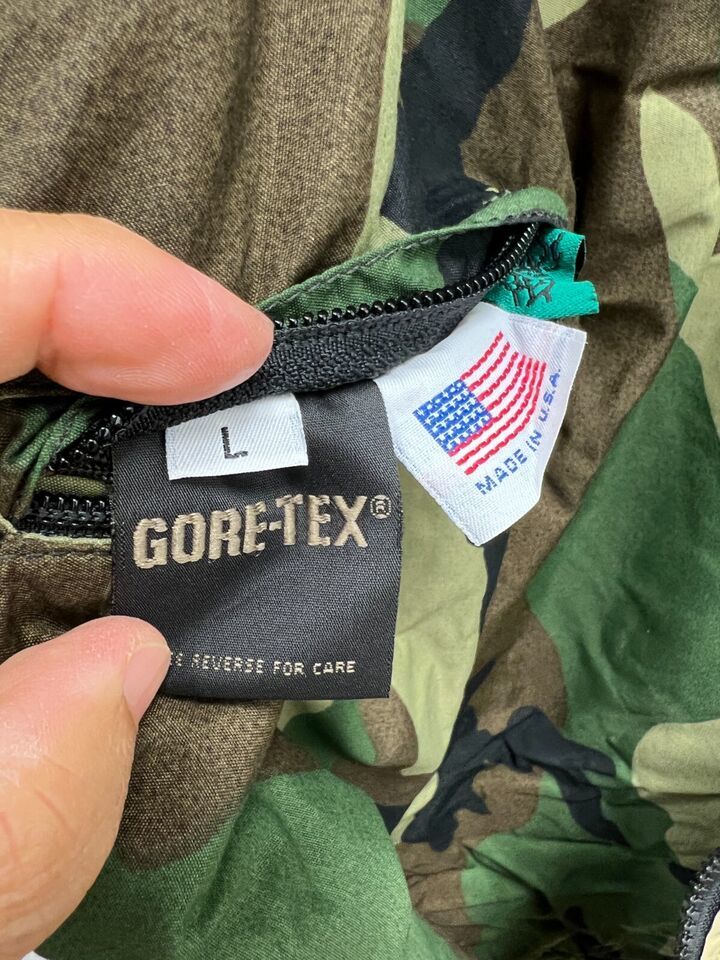 L
GORE-TEX®
REVERSE FOR CARE
MADE IN U.S.A.